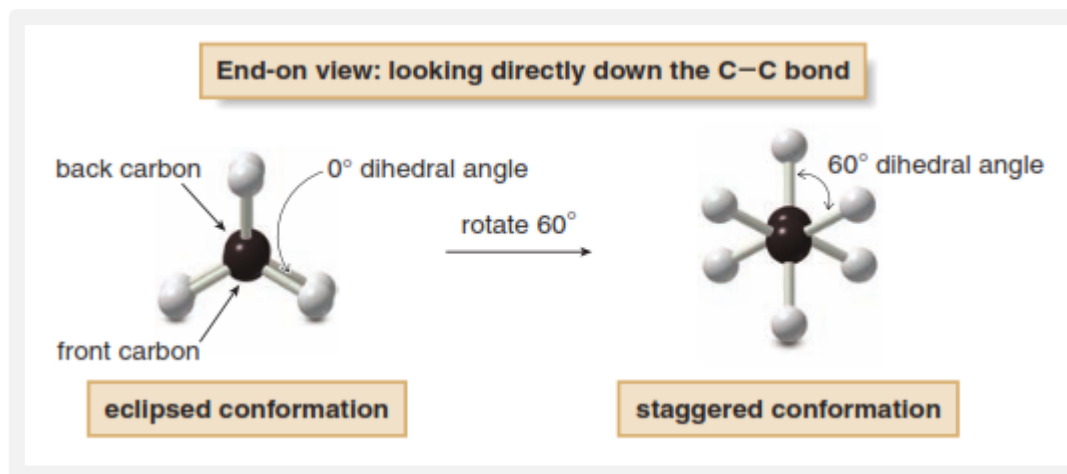 End-on view: looking directly down the C−C bond
back carbon
0° dihedral angle
60° dihedral angle
rotate 60°
front carbon
eclipsed conformation
staggered conformation